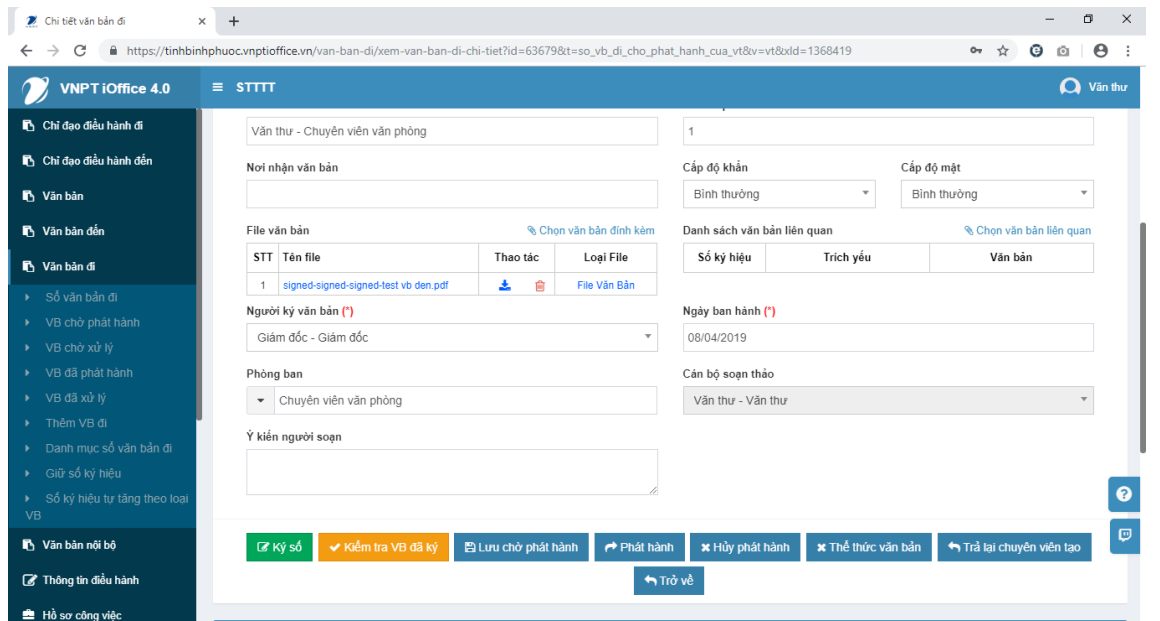 Chi tiết văn bản đi
https://tinhbinhphuoc.vnptioffice.vn/van-ban-di/xem-van-ban-di-chi-tiet?id=63679&t=so_vb_di_cho_phat_hanh_cua_vt&v=vt&xld=1368419
VNPT iOffice 4.0
STTTT
Văn thư
Chỉ đạo điều hành đi
Chỉ đạo điều hành đến
Văn bản
Văn bản đến
Văn bản đi
Số văn bản đi
VB chờ phát hành
VB chờ xử lý
VB đã phát hành
VB đã xử lý
Thêm VB đi
Danh mục số văn bản đi
Giữ số ký hiệu
Số ký hiệu tự tăng theo loại
VB
Văn bản nội bộ
Thông tin điều hành
Hồ sơ công việc
Văn thư - Chuyên viên văn phòng
1
Nơi nhận văn bản
Cấp độ khẩn
Cấp độ mật
Bình thường
Bình thường
File văn bản
Chọn văn bản đính kèm
Danh sách văn bản liên quan
Chọn văn bản liên quan
STT Tên file Thao tác Loại File
Số ký hiệu Trích yếu Văn bản
1 signed-signed-signed-test vb den.pdf File Văn Bản
Người ký văn bản (*)
Ngày ban hành (*)
Giám đốc - Giám đốc
08/04/2019
Phòng ban
Cán bộ soạn thảo
Chuyên viên văn phòng
Văn thư - Văn thư
Ý kiến người soạn
Ký số
Kiểm tra VB đã ký
Lưu chờ phát hành
Phát hành
Hủy phát hành
Thể thức văn bản
Trả lại chuyên viên tạo
Trở về